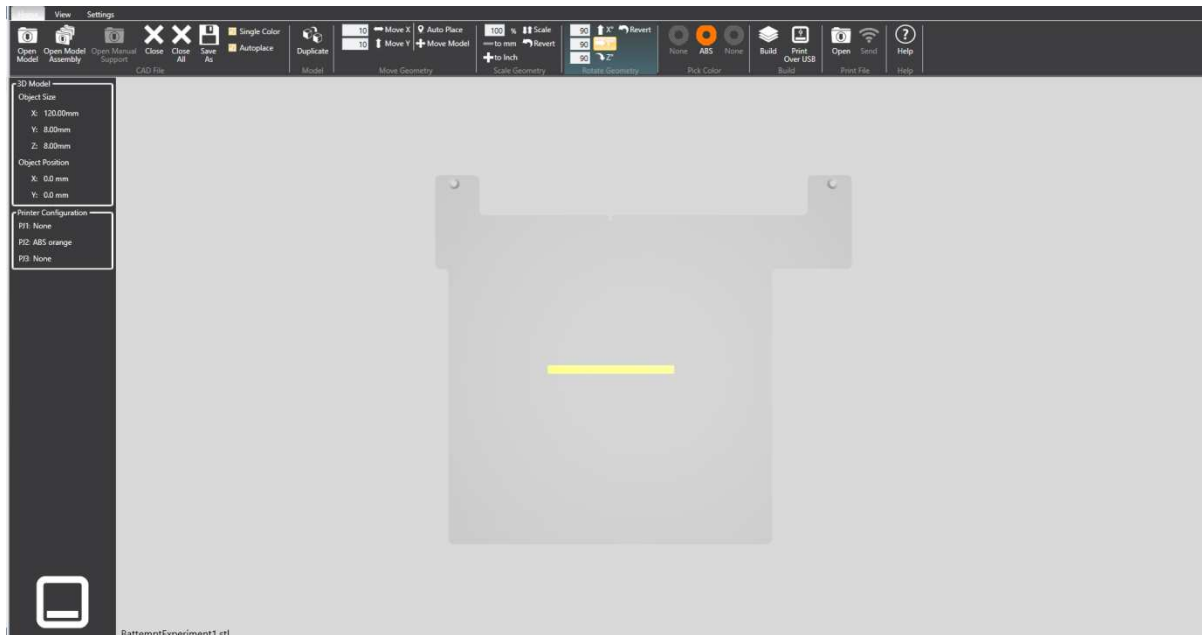 Home View Settings
Open Model
Open Model Assembly
Open Manual Support
Close
Close All
Save As
Single Color
Autoplace
CAD File
Duplicate
Model
10 Move X Auto Place
10 Move Y Move Model
Move Geometry
100 % Scale
to mm Revert
to Inch
Scale Geometry
90 X° Revert
90 Y°
90 Z°
Rotate Geometry
None ABS None
Pick Color
Build
Print Over USB
Build
Open Send
Print File
Help
Help
3D Model
Object Size
X: 120.00mm
Y: 8.00mm
Z: 8.00mm
Object Position
X: 0.0 mm
Y: 0.0 mm
Printer Configuration
PJ1: None
PJ2: ABS orange
PJ3: None
PattemptExperiment1.stl